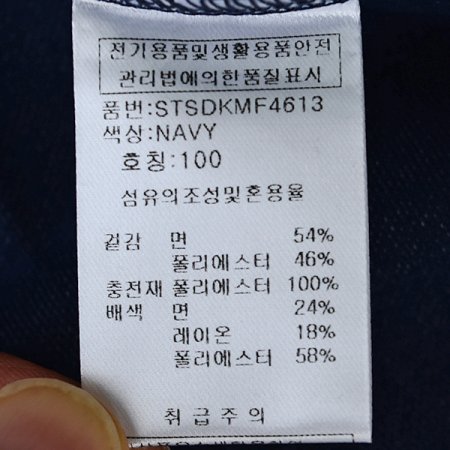 전기용품및생활용품안전
관리법에의한품질표시
품번:STSDKMF4613
색상:NAVY
호칭:100
섬유의조성및혼용율
겉감 면 54%
폴리에스터 46%
충전재 폴리에스터 100%
배색 면 24%
레이온 18%
폴리에스터 58%
취급주의